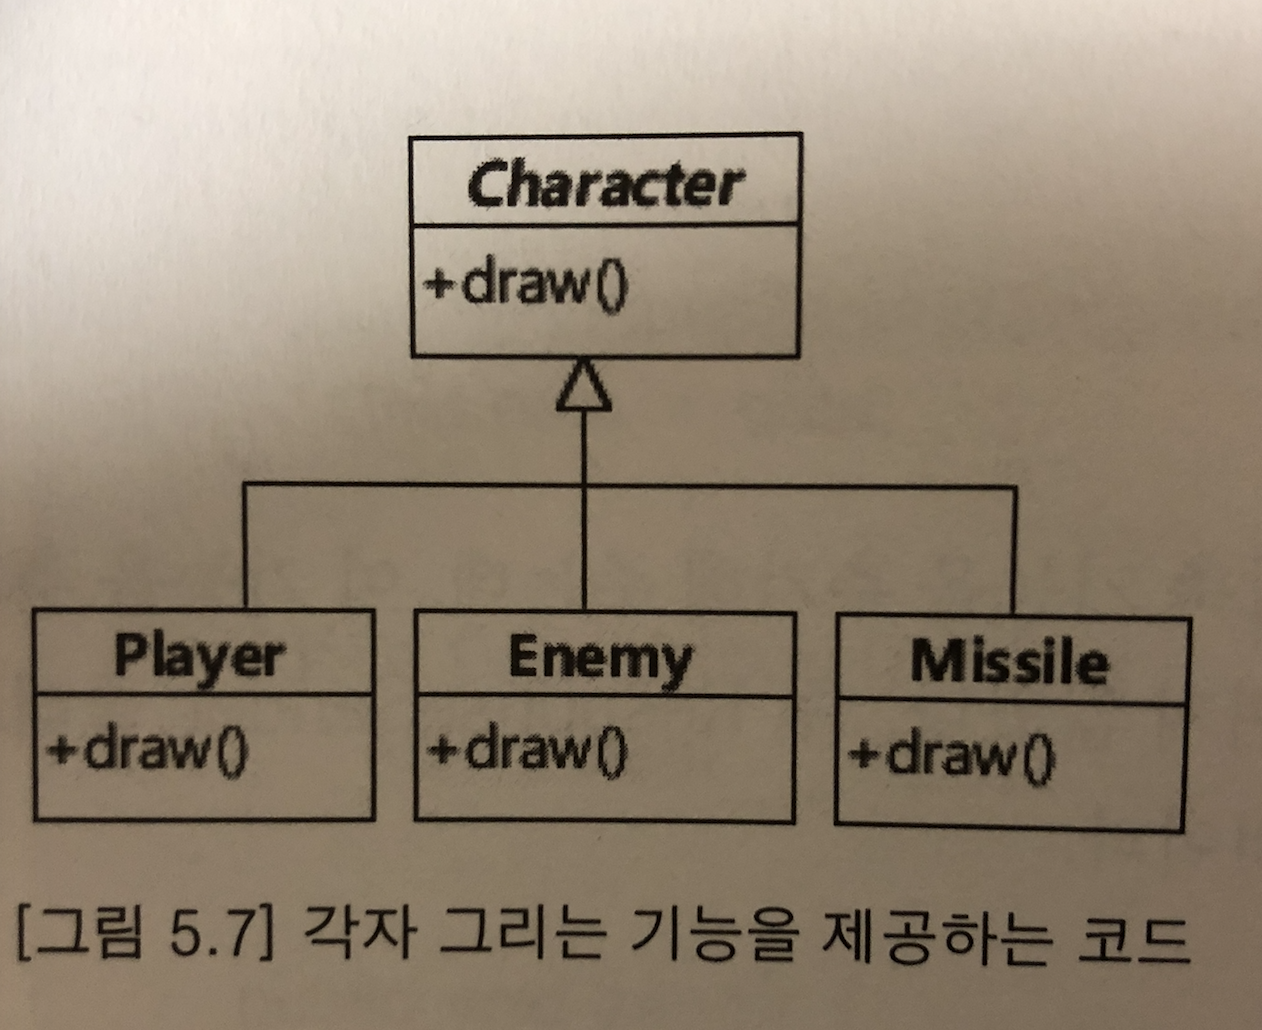 Character
+draw()
Player
+draw()
Enemy
+draw()
Missile
+draw()
[그림 5.7] 각자 그리는 기능을 제공하는 코드